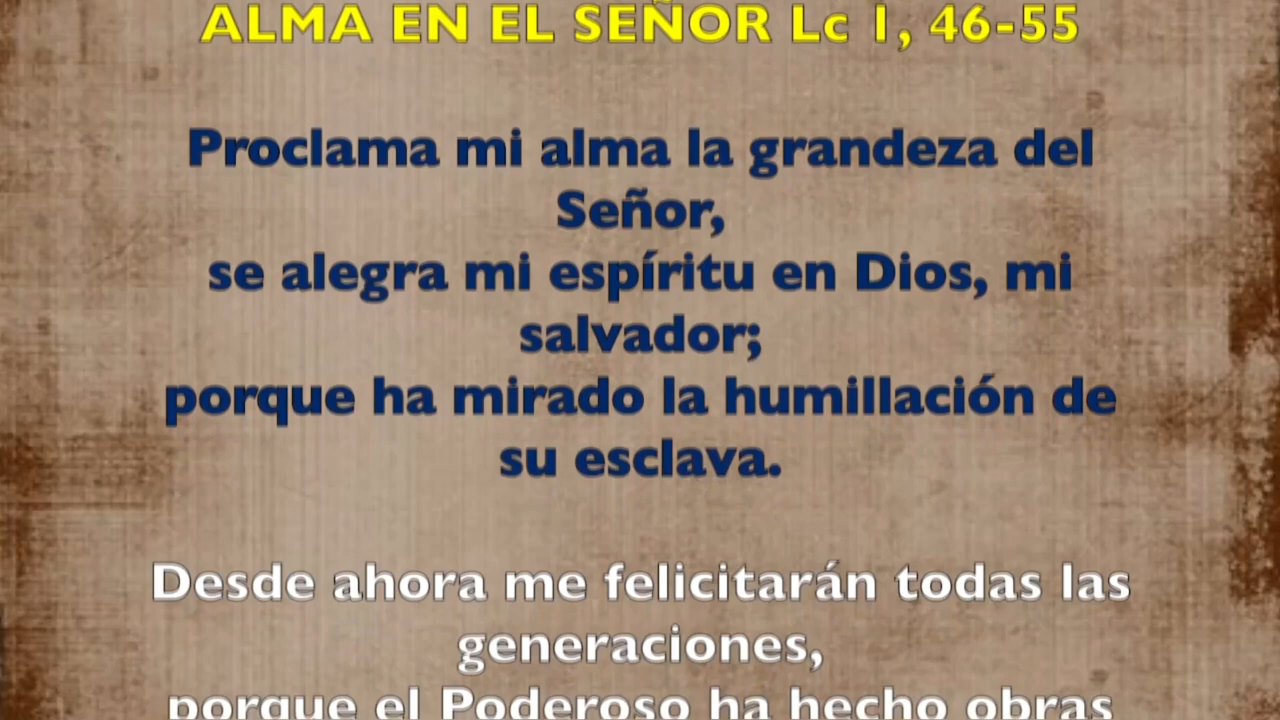 ALMA EN EL SEÑOR Lc 1, 46-55
Proclama mi alma la grandeza del
Señor,
se alegra mi espíritu en Dios, mi
salvador;
porque ha mirado la humillación de
su esclava.
Desde ahora me felicitarán todas las
generaciones,
porque el Poderoso ha hecho obras